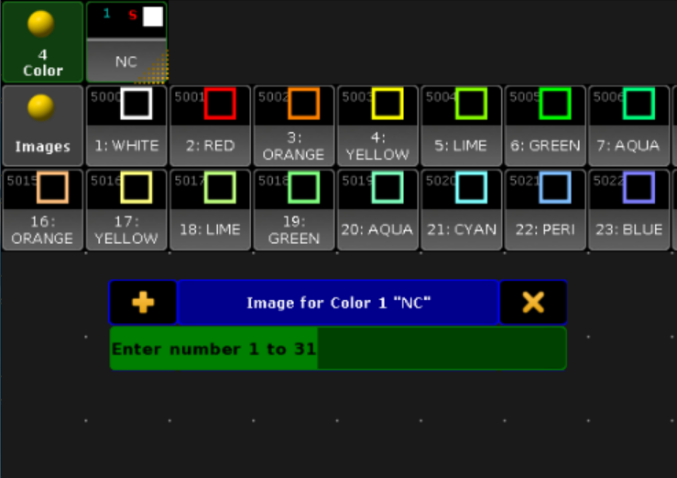 4
Color
1 S
NC
Images
5000
1: WHITE
5001
2: RED
5002
3:
ORANGE
5003
4:
YELLOW
5004
5: LIME
5005
6: GREEN
5006
7: AQUA
5015
16:
ORANGE
5016
17:
YELLOW
5017
18: LIME
5018
19:
GREEN
5019
20: AQUA
5020
21: CYAN
5021
22: PERI
5022
23: BLUE
Image for Color 1 "NC"
Enter number 1 to 31